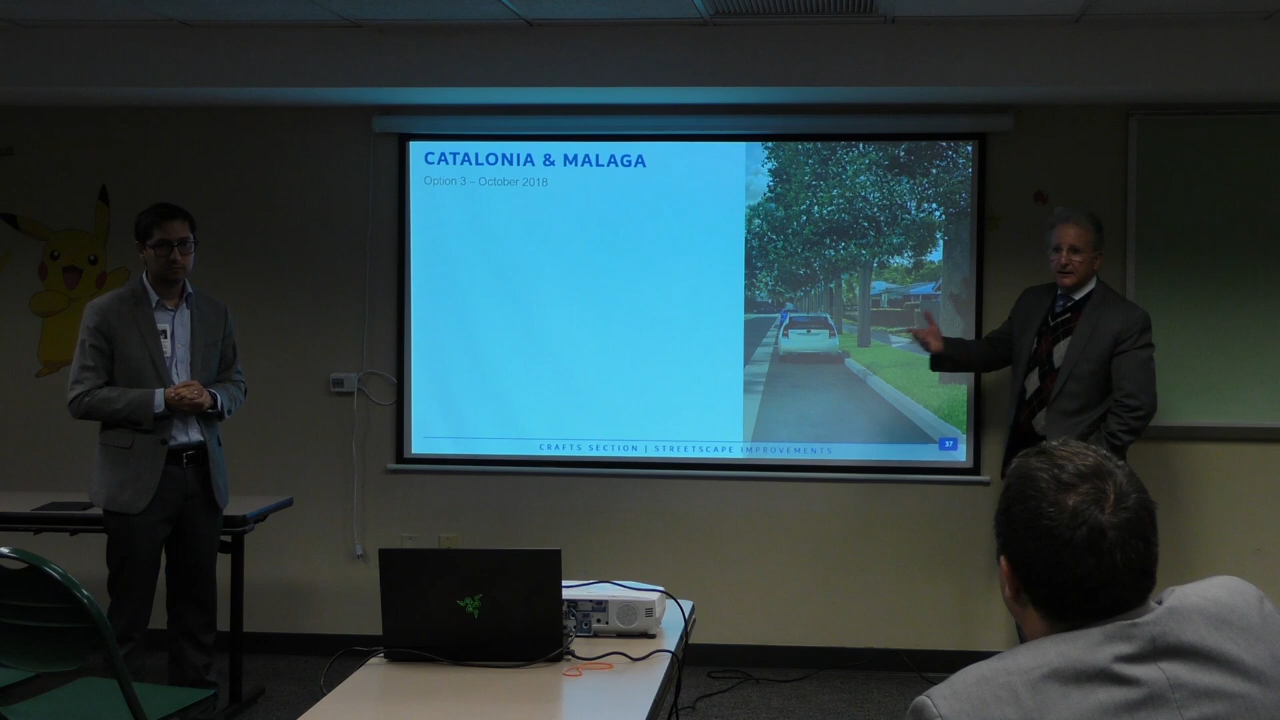 CATALONIA & MALAGA
Option 3 – October 2018
CRAFTS SECTION | STREETSCAPE IMPROVEMENTS
37